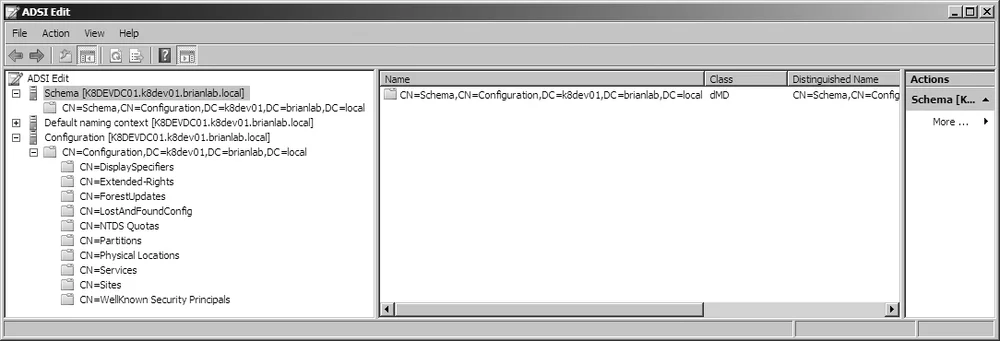 ADSI Edit
File Action View Help
ADSI Edit
Schema [K8DEVDC01.k8dev01.brianlab.local]
CN=Schema,CN=Configuration,DC=k8dev01,DC=brianlab,DC=local
Default naming context [K8DEVDC01.k8dev01.brianlab.local]
Configuration [K8DEVDC01.k8dev01.brianlab.local]
CN=Configuration,DC=k8dev01,DC=brianlab,DC=local
CN=DisplaySpecifiers
CN=Extended-Rights
CN=ForestUpdates
CN=LostAndFoundConfig
CN=NTDS Quotas
CN=Partitions
CN=Physical Locations
CN=Services
CN=Sites
CN=WellKnown Security Principals
Name Class Distinguished Name
CN=Schema,CN=Configuration,DC=k8dev01,DC=brianlab,DC=local dMD CN=Schema,CN=Config
Actions
Schema [K...
More ...